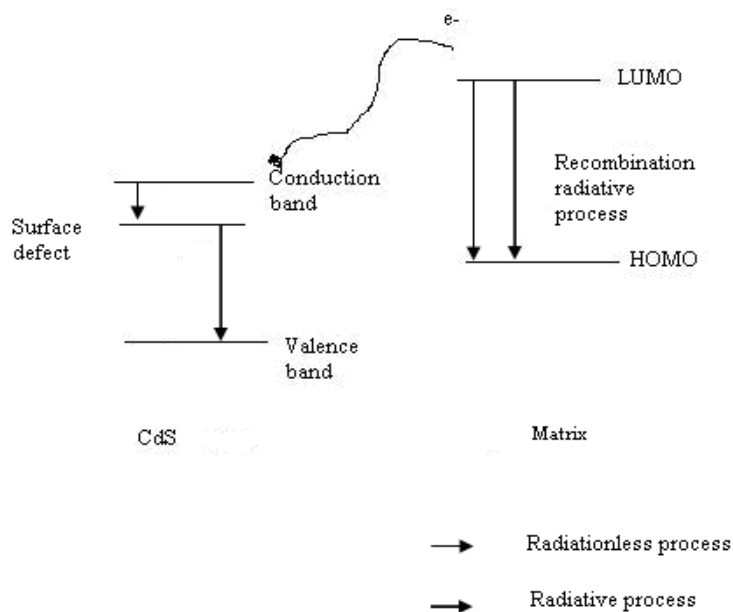 e-
LUMO
Recombination
radiative
process
HOMO
Conduction
band
Surface
defect
Valence
band
CdS
Matrix
Radiationless process
Radiative process